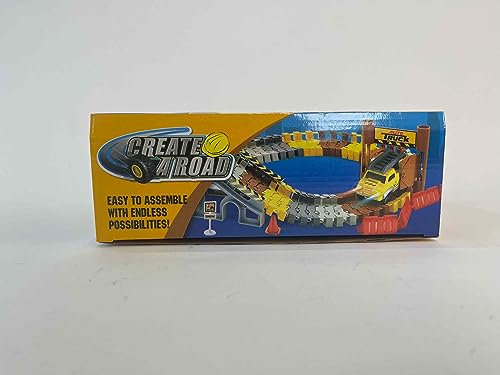 CREATE
A ROAD
EASY TO ASSEMBLE
WITH ENDLESS
POSSIBILITIES!
TRUCK